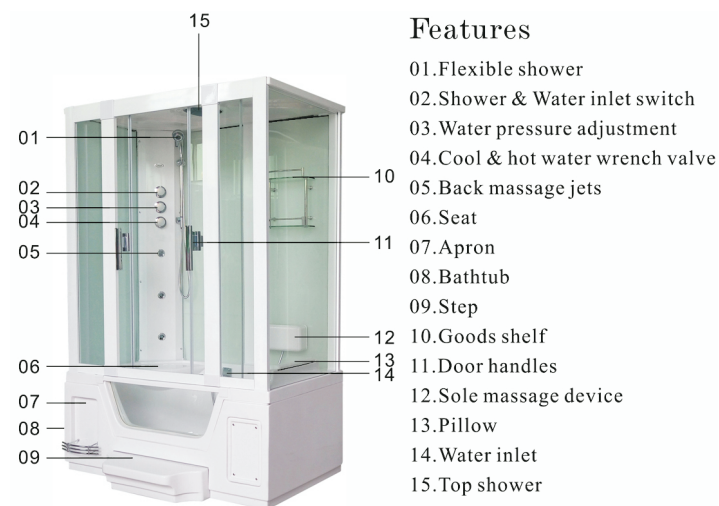 15
Features
01
02
03
04
05
06
07
08
09
10
11
12
13
14
01.Flexible shower
02.Shower & Water inlet switch
03.Water pressure adjustment
04.Cool & hot water wrench valve
05.Back massage jets
06.Seat
07.Apron
08.Bathtub
09.Step
10.Goods shelf
11.Door handles
12.Sole massage device
13.Pillow
14.Water inlet
15.Top shower